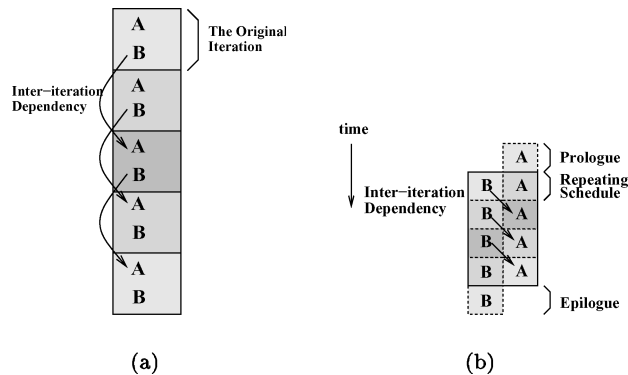 A
The Original
B
Iteration
A
Inter-iteration
B
Dependency
A
B
A
B
A
B
(a)
time
A
Prologue
B A
Repeating
Schedule
Inter-iteration
Dependency
B A
B A
B A
B
Epilogue
(b)